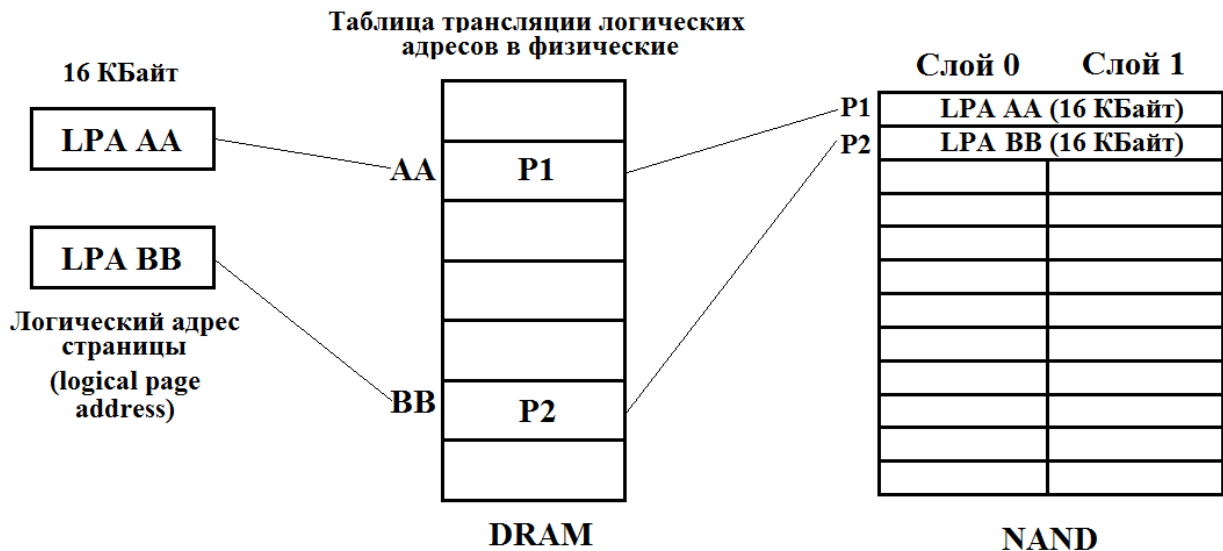 Таблица трансляции логических
адресов в физические
16 КБайт
LPA AA
LPA BB
Логический адрес
страницы
(logical page
address)
AA
P1
BB
P2
DRAM
Слой 0 Слой 1
P1 LPA AA (16 КБайт)
P2 LPA BB (16 КБайт)
NAND